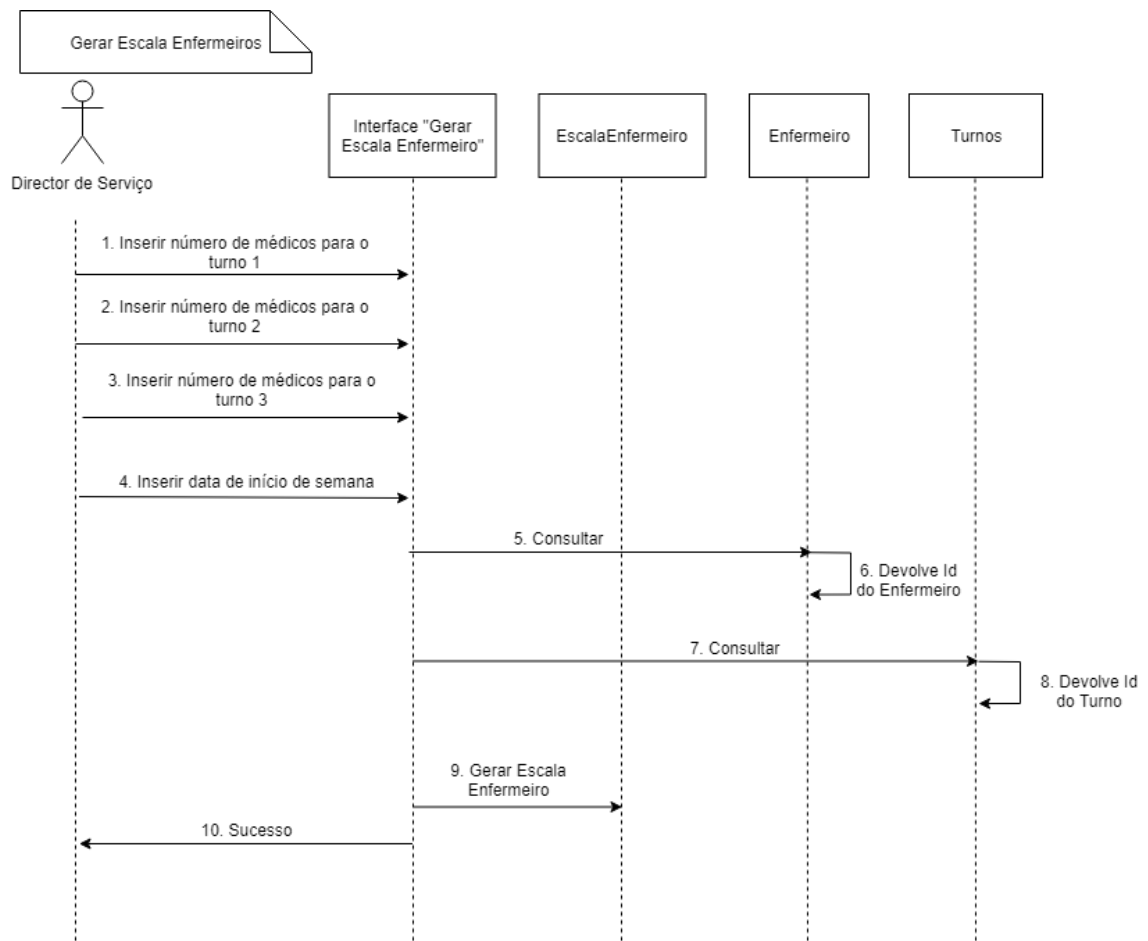 Gerar Escala Enfermeiros
Director de Serviço
Interface "Gerar
Escala Enfermeiro"
EscalaEnfermeiro
Enfermeiro
Turnos
1. Inserir número de médicos para o
turno 1
2. Inserir número de médicos para o
turno 2
3. Inserir número de médicos para o
turno 3
4. Inserir data de início de semana
5. Consultar
6. Devolve Id
do Enfermeiro
7. Consultar
8. Devolve Id
do Turno
9. Gerar Escala
Enfermeiro
10. Sucesso